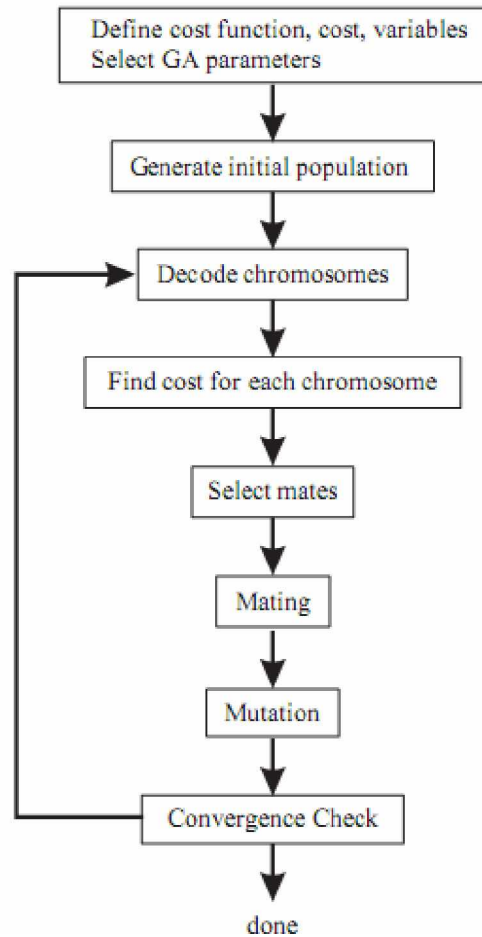 Define cost function, cost, variables
Select GA parameters
Generate initial population
Decode chromosomes
Find cost for each chromosome
Select mates
Mating
Mutation
Convergence Check
done